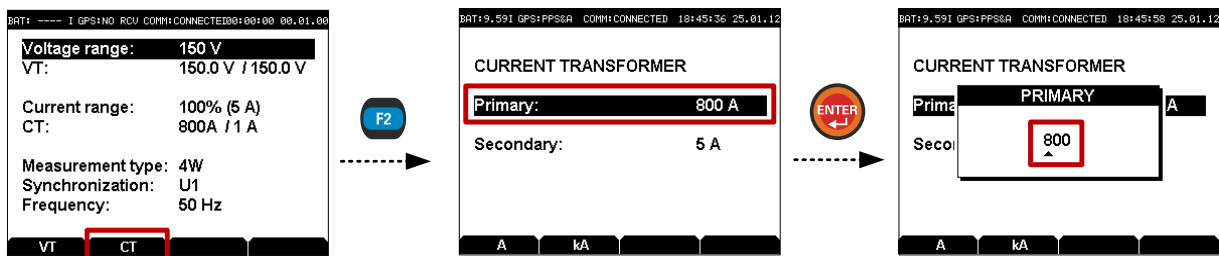 BAT: ---- I GPS:NO RCV COMM:CONNECTED00:00:00 00.01.00
Voltage range: 150 V
VT: 150.0 V / 150.0 V
Current range: 100% (5 A)
CT: 800A / 1 A
Measurement type: 4W
Synchronization: U1
Frequency: 50 Hz
VT CT
F2
BAT:9.59I GPS:PPS&A COMM:CONNECTED 18:45:36 25.01.12
CURRENT TRANSFORMER
Primary: 800 A
Secondary: 5 A
A kA
ENTER
BAT:9.59I GPS:PPS&A COMM:CONNECTED 18:45:58 25.01.12
CURRENT TRANSFORMER
Prima A
PRIMARY
Secon
800
A kA